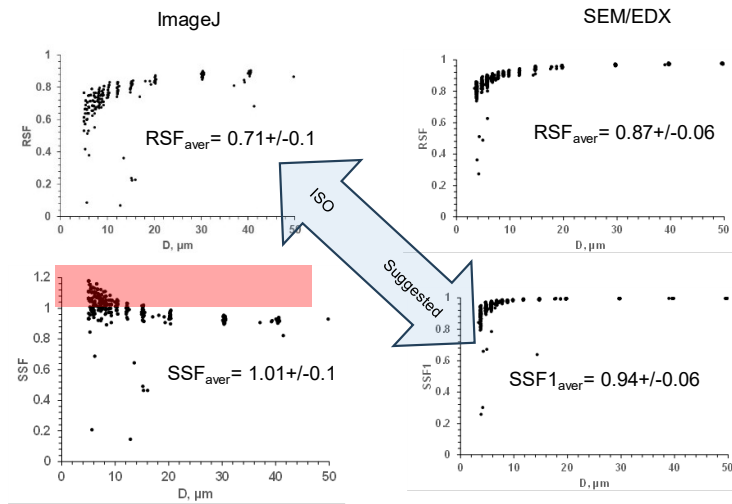 ImageJ
SEM/EDX
1
0.8
0.6
0.4
0.2
0
RSF
0 10 20 30 40 50
D, µm
RSFaver= 0.71+/-0.1
1
0.8
0.6
0.4
0.2
0
RSF
0 10 20 30 40 50
D, µm
RSFaver= 0.87+/-0.06
ISO
Suggested
1.2
1
0.8
0.6
0.4
0.2
0
SSF
0 10 20 30 40 50
D, µm
SSFaver= 1.01+/-0.1
1
0.8
0.6
0.4
0.2
0
SSF1
0 10 20 30 40 50
D, µm
SSF1aver= 0.94+/-0.06